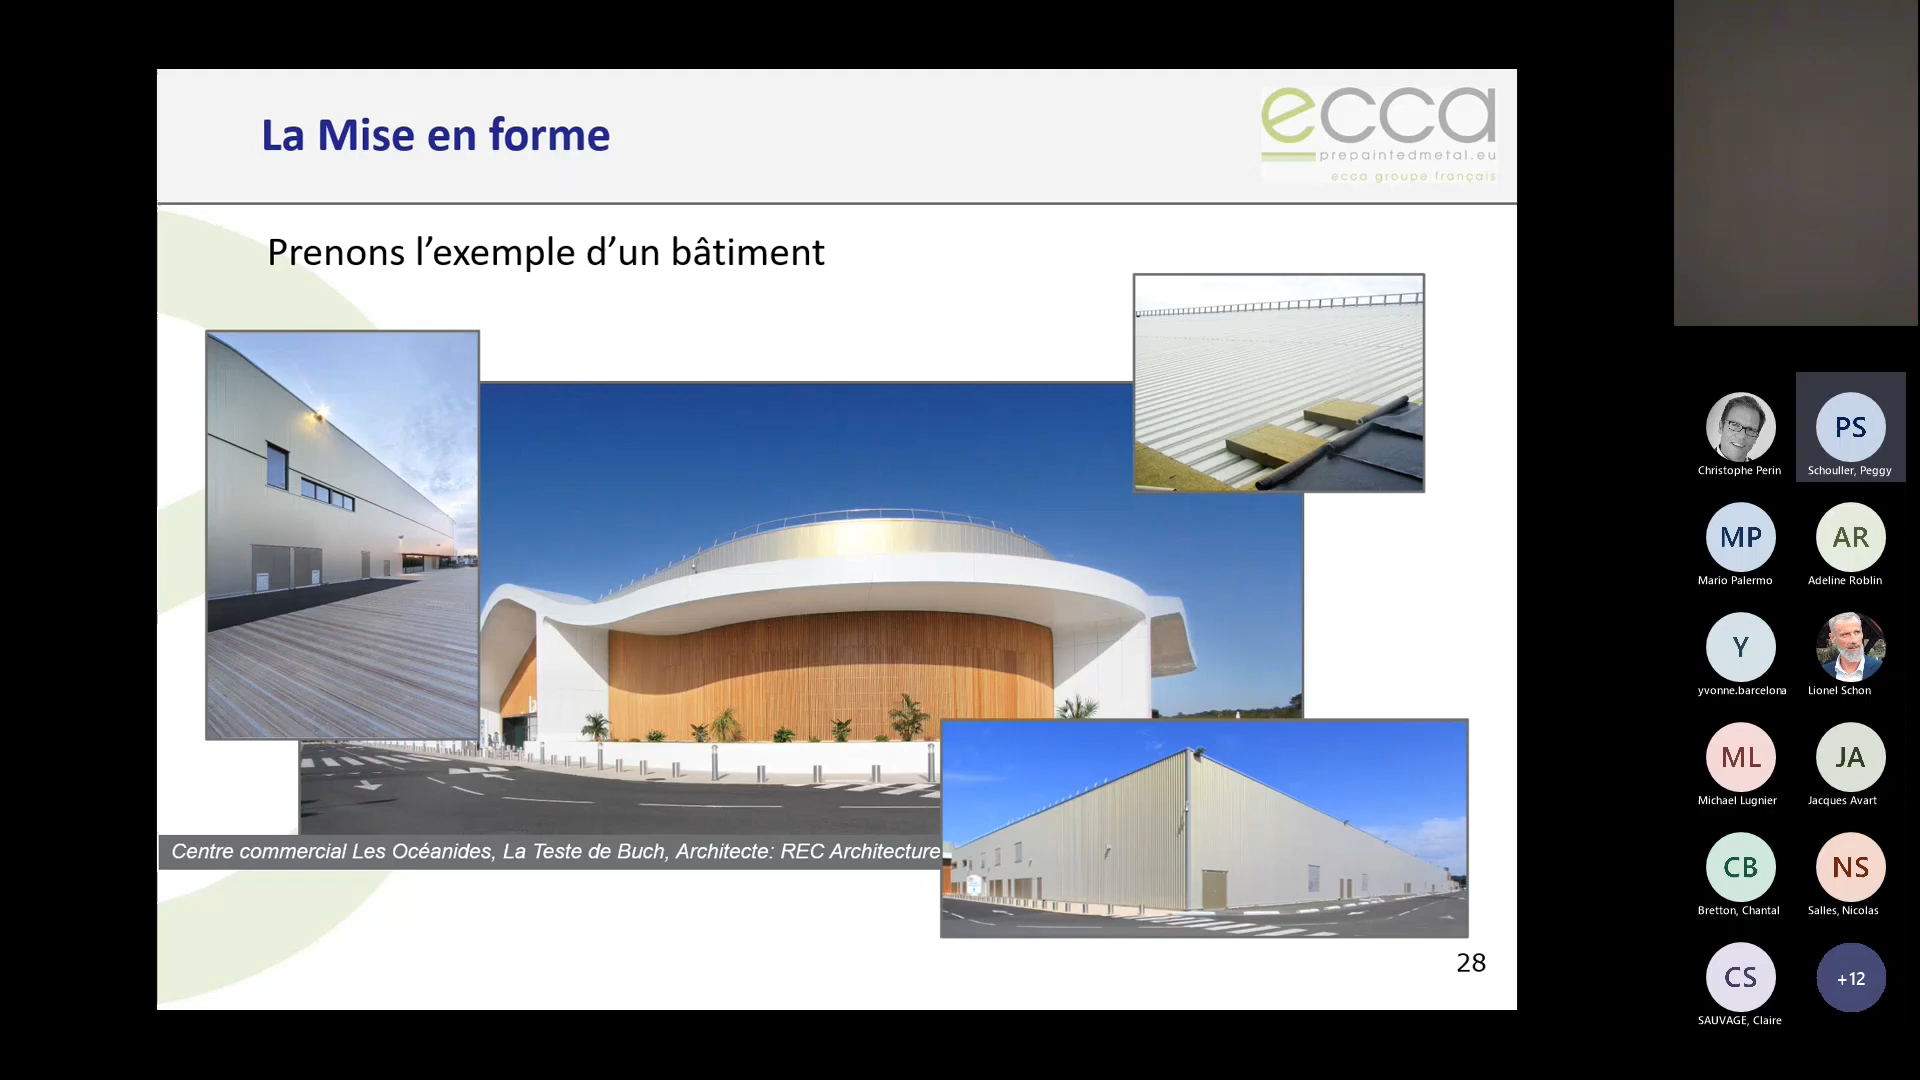 La Mise en forme
ecca
prepaintedmetal.eu
ecca groupe français
Prenons l’exemple d’un bâtiment
Centre commercial Les Océanides, La Teste de Buch, Architecte: REC Architecture
28
Christophe Perin
PS
Schouller, Peggy
MP
Mario Palermo
AR
Adeline Roblin
Y
yvonne.barcelona
Lionel Schon
ML
Michael Lugnier
JA
Jacques Avart
CB
Bretton, Chantal
NS
Salles, Nicolas
CS
SAUVAGE, Claire
+12